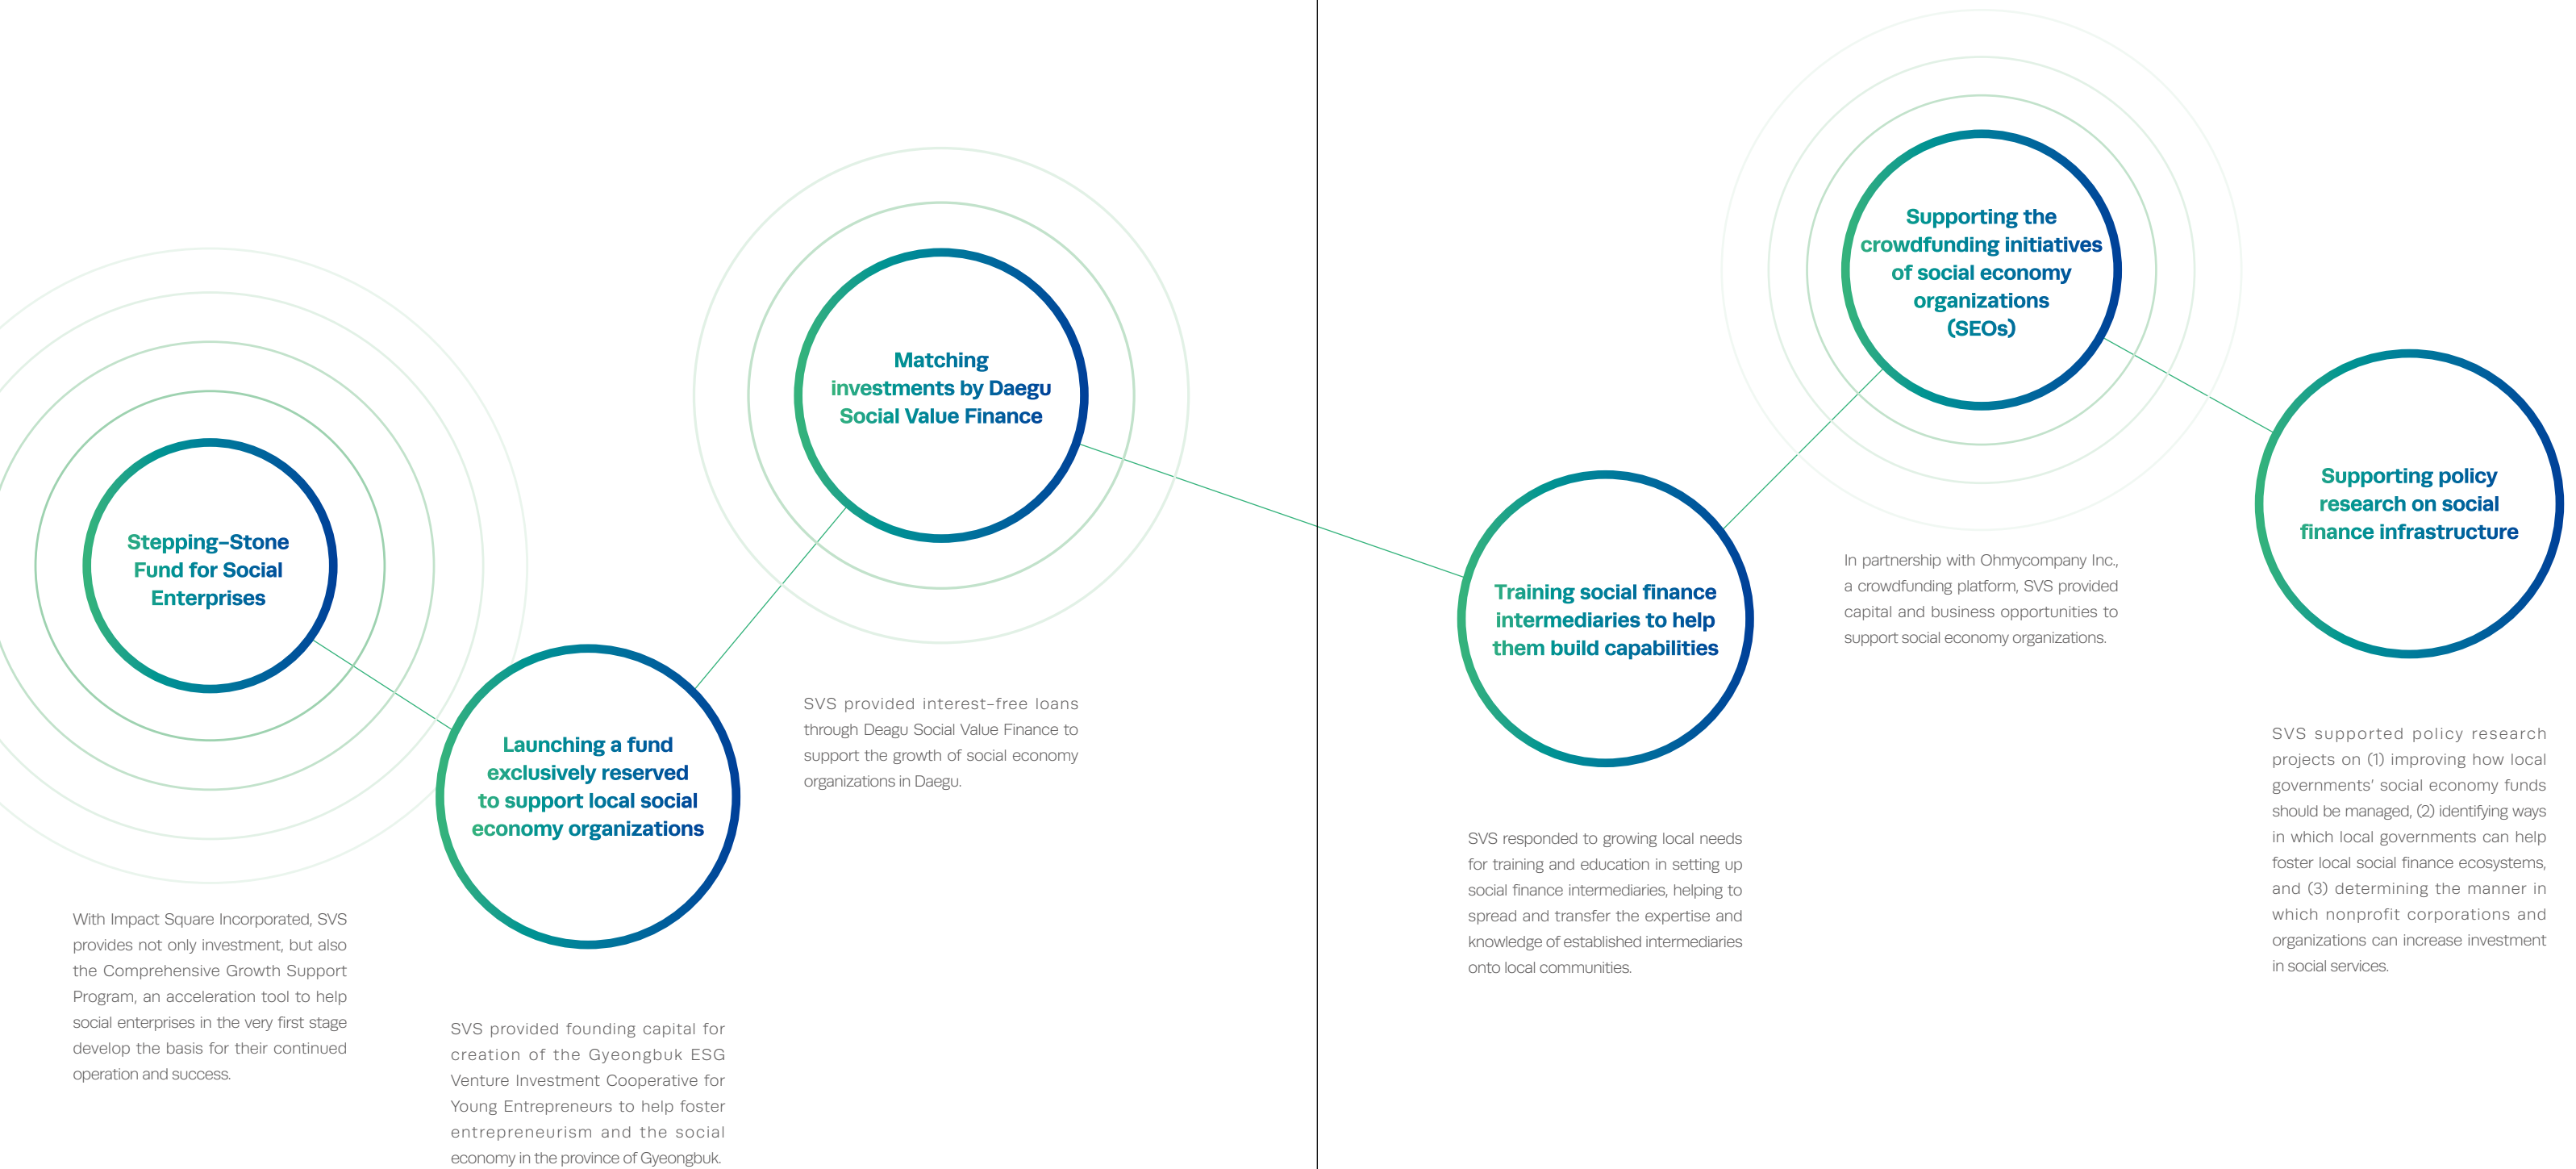 Stepping-Stone
Fund for Social
Enterprises
With Impact Square Incorporated, SVS
provides not only investment, but also
the Comprehensive Growth Support
Program, an acceleration tool to help
social enterprises in the very first stage
develop the basis for their continued
operation and success.
Launching a fund
exclusively reserved
to support local social
economy organizations
SVS provided founding capital for
creation of the Gyeongbuk ESG
Venture Investment Cooperative for
Young Entrepreneurs to help foster
entrepreneurism and the social
economy in the province of Gyeongbuk.
Matching
investments by Daegu
Social Value Finance
SVS provided interest-free loans
through Deagu Social Value Finance to
support the growth of social economy
organizations in Daegu.
Training social finance
intermediaries to help
them build capabilities
SVS responded to growing local needs
for training and education in setting up
social finance intermediaries, helping to
spread and transfer the expertise and
knowledge of established intermediaries
onto local communities.
Supporting the
crowdfunding initiatives
of social economy
organizations
(SEOs)
In partnership with Ohmycompany Inc.,
a crowdfunding platform, SVS provided
capital and business opportunities to
support social economy organizations.
Supporting policy
research on social
finance infrastructure
SVS supported policy research
projects on (1) improving how local
governments' social economy funds
should be managed, (2) identifying ways
in which local governments can help
foster local social finance ecosystems,
and (3) determining the manner in
which nonprofit corporations and
organizations can increase investment
in social services.